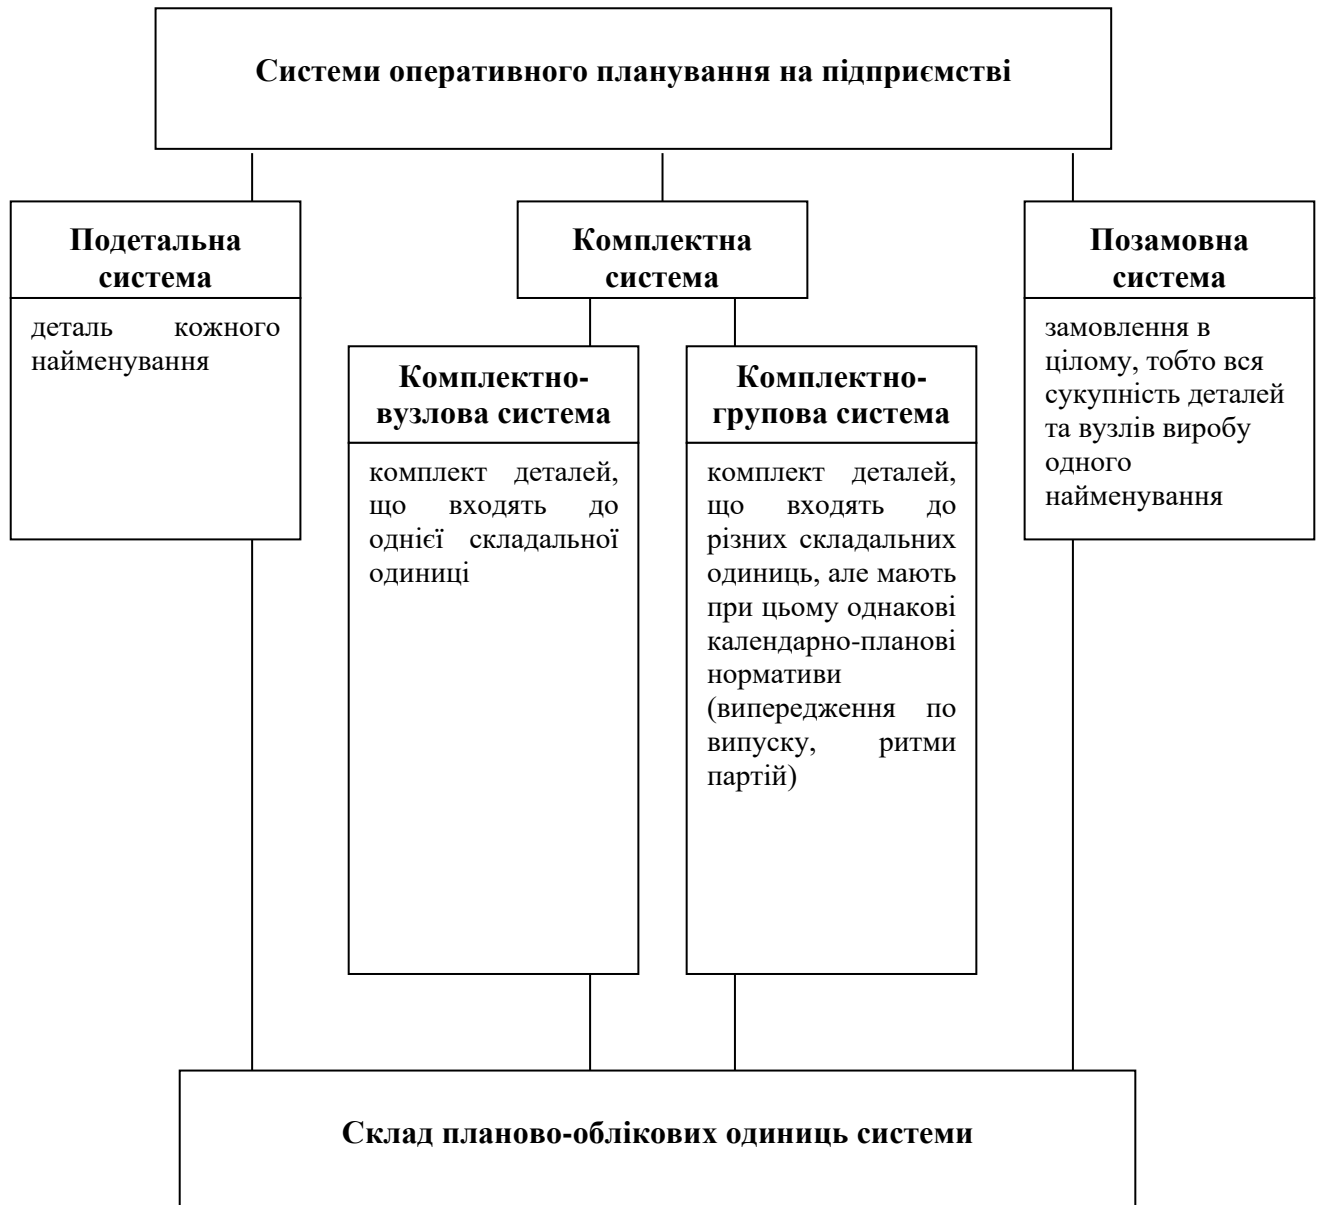 Системи оперативного планування на підприємстві
Подетальна
система
деталь кожного
найменування
Комплектна
система
Комплектно-
вузлова система
комплект деталей,
що входять до
однієї складальної
одиниці
Комплектно-
групова система
комплект деталей,
що входять до
різних складальних
одиниць, але мають
при цьому однакові
календарно-планові
нормативи
(випередження по
випуску, ритми
партій)
Позамовна
система
замовлення в
цілому, тобто вся
сукупність деталей
та вузлів виробу
одного
найменування
Склад планово-облікових одиниць системи